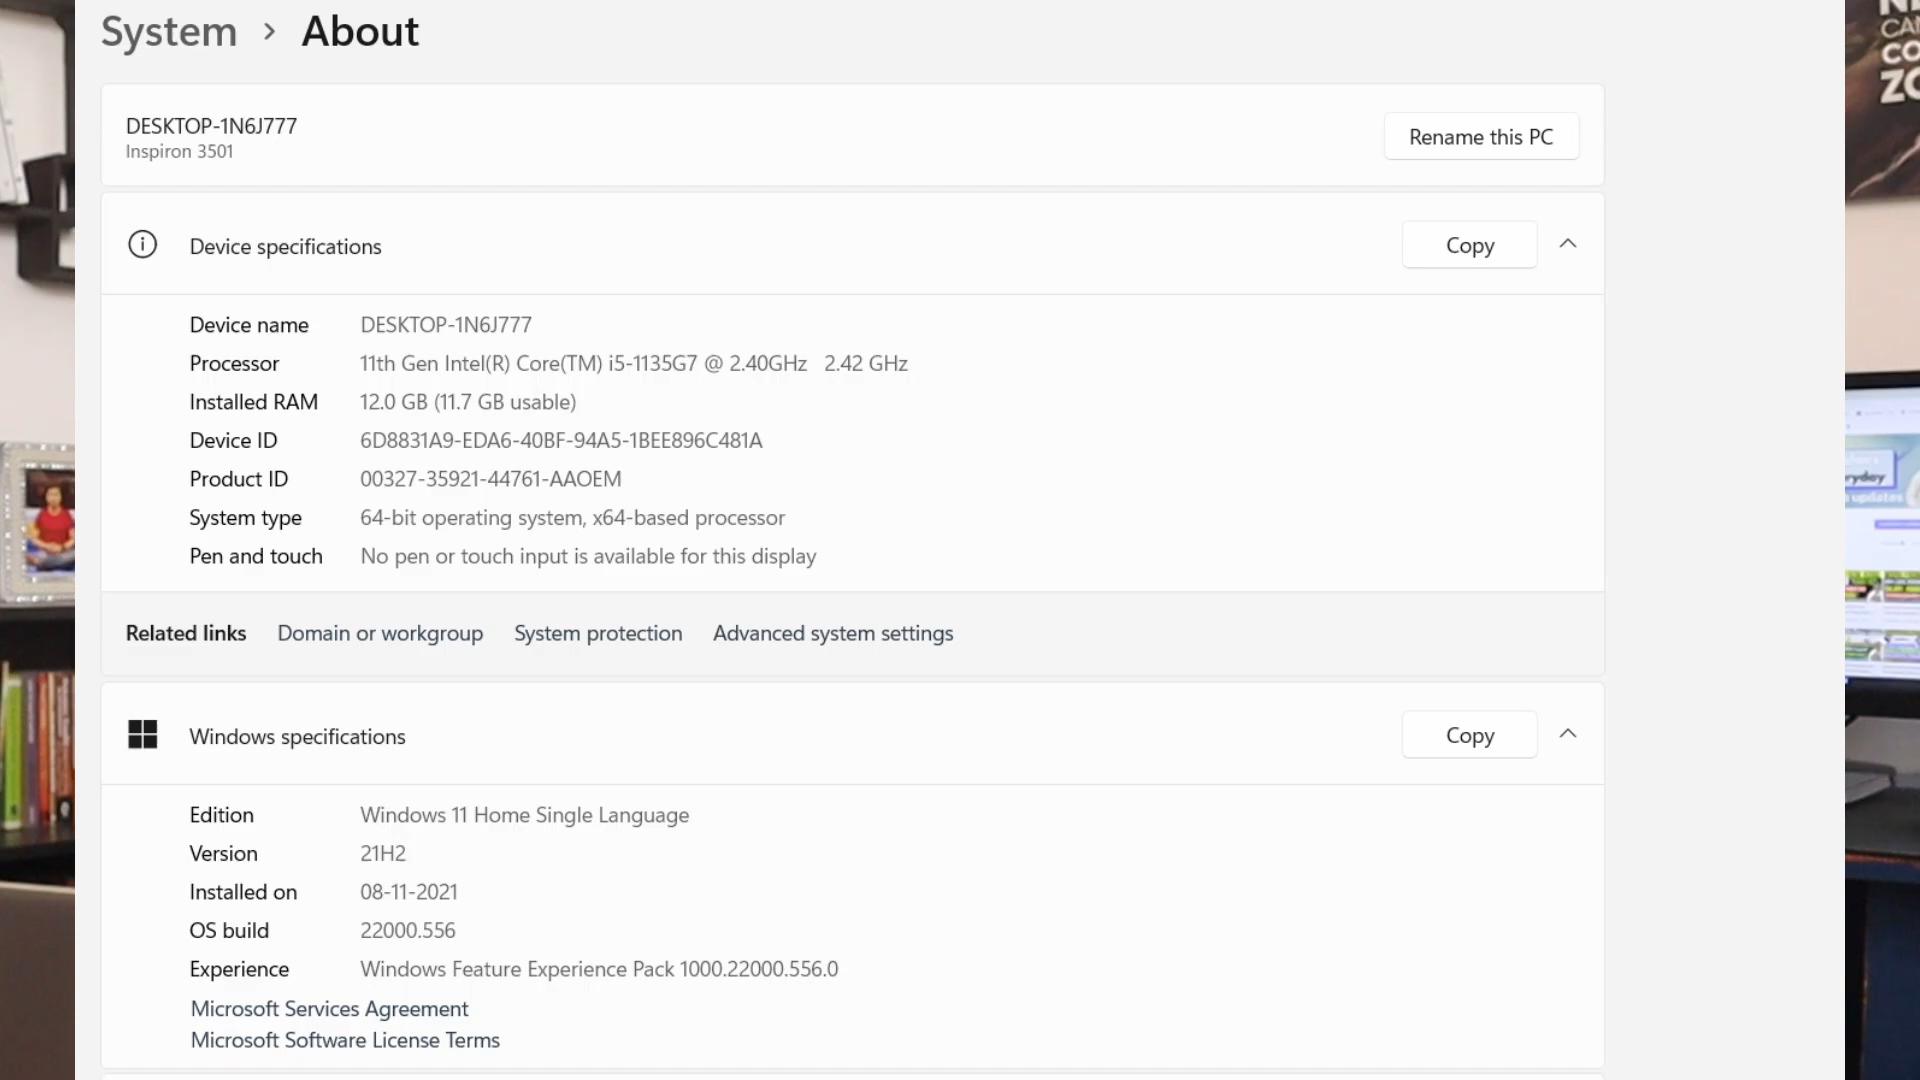 System > About
DESKTOP-1N6J777
Inspiron 3501
Rename this PC
Device specifications
Copy
Device name DESKTOP-1N6J777
Processor 11th Gen Intel(R) Core(TM) i5-1135G7 @ 2.40GHz 2.42 GHz
Installed RAM 12.0 GB (11.7 GB usable)
Device ID 6D8831A9-EDA6-40BF-94A5-1BEE896C481A
Product ID 00327-35921-44761-AAOEM
System type 64-bit operating system, x64-based processor
Pen and touch No pen or touch input is available for this display
Related links Domain or workgroup System protection Advanced system settings
Windows specifications
Copy
Edition Windows 11 Home Single Language
Version 21H2
Installed on 08-11-2021
OS build 22000.556
Experience Windows Feature Experience Pack 1000.22000.556.0
Microsoft Services Agreement
Microsoft Software License Terms
updates